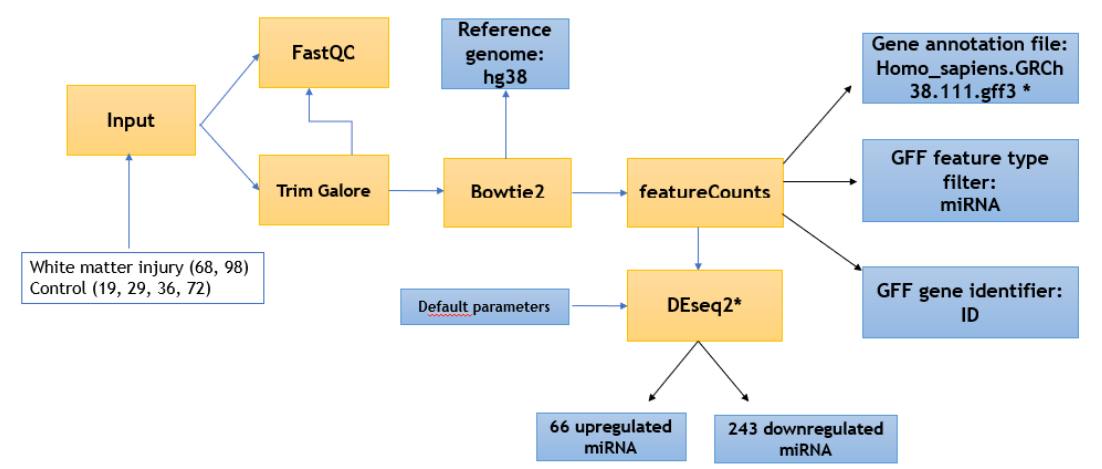 FastQC
Reference
genome:
hg38
Gene annotation file:
Homo_sapiens.GRCh
38.111.gff3 *
Input
Trim Galore
Bowtie2
featureCounts
GFF feature type
filter:
miRNA
White matter injury (68, 98)
Control (19, 29, 36, 72)
Default parameters
DEseq2*
GFF gene identifier:
ID
66 upregulated
miRNA
243 downregulated
miRNA